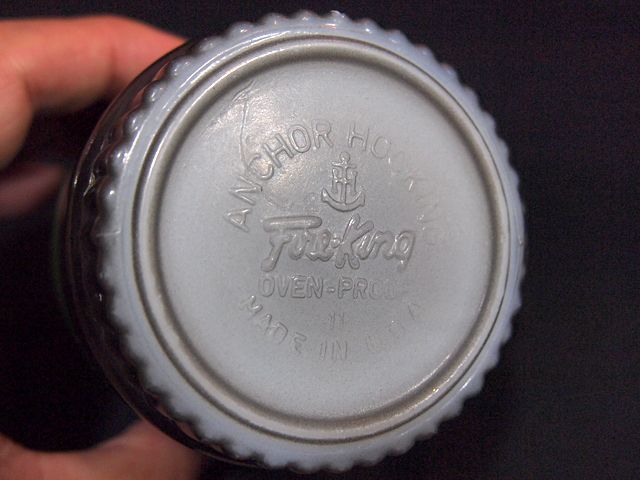 ANCHOR HOCKING
Fire-King
OVEN-PROOF
11
MADE IN U.S.A.